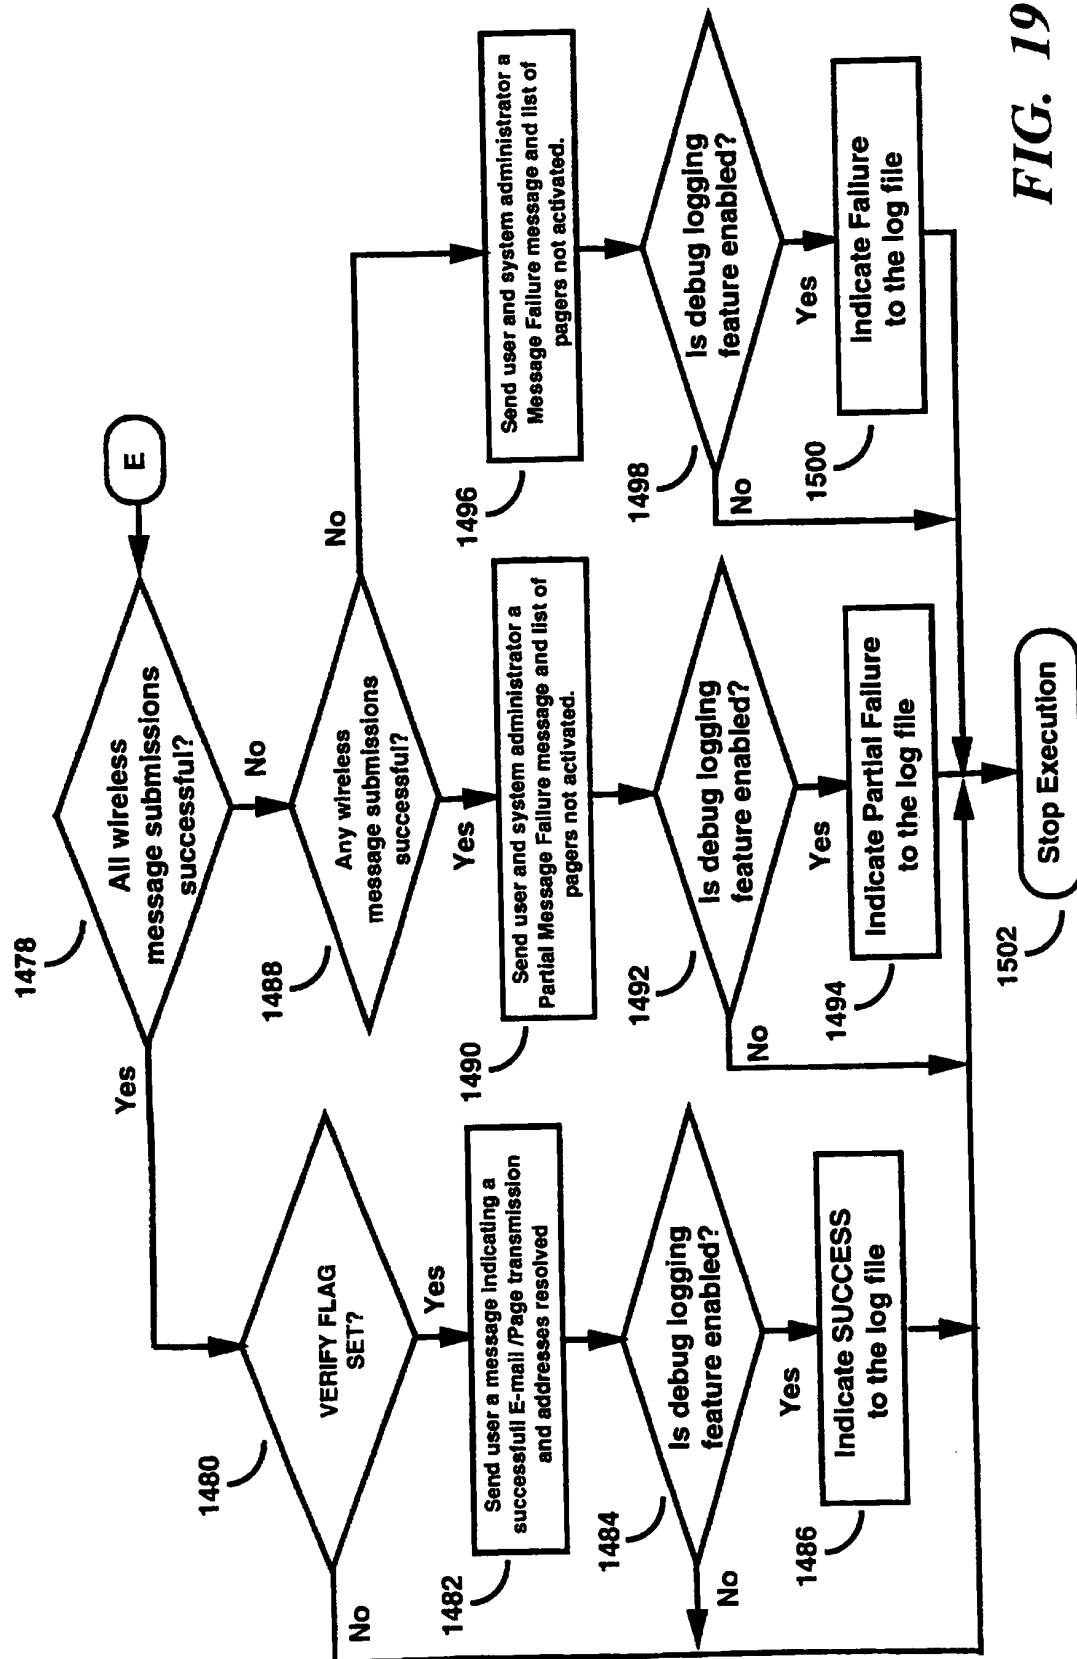 E
1478
All wireless
message submissions
successful?
Yes
No
1480
VERIFY FLAG
SET?
No
Yes
1482
Send user a message indicating a
successfull E-mail /Page transmission
and addresses resolved
1484
Is debug logging
feature enabled?
No
Yes
1486
Indicate SUCCESS
to the log file
1488
Any wireless
message submissions
successful?
Yes
No
1490
Send user and system administrator a
Partial Message Failure message and list of
pagers not activated.
1492
Is debug logging
feature enabled?
No
Yes
1494
Indicate Partial Failure
to the log file
1496
Send user and system administrator a
Message Failure message and list of
pagers not activated.
1498
Is debug logging
feature enabled?
No
Yes
1500
Indicate Failure
to the log file
1502
Stop Execution
FIG. 19